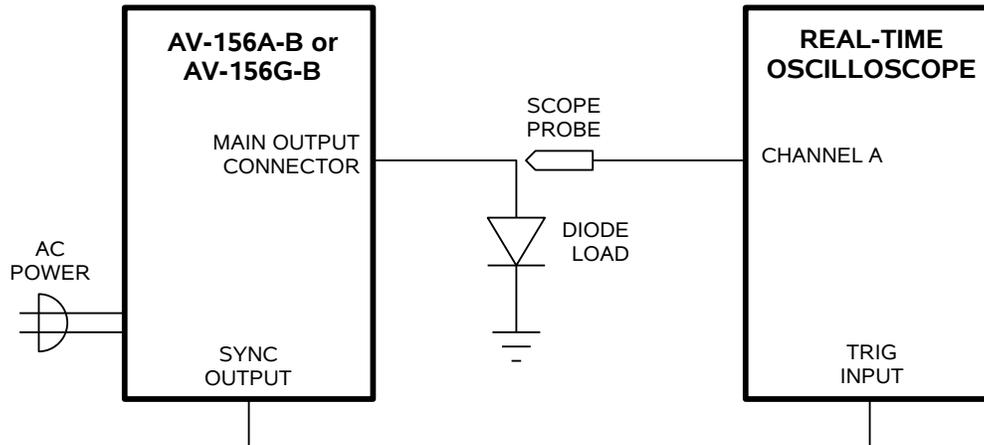 AV-156A-B or
AV-156G-B
MAIN OUTPUT
CONNECTOR
AC
POWER
SYNC
OUTPUT
SCOPE
PROBE
DIODE
LOAD
REAL-TIME
OSCILLOSCOPE
CHANNEL A
TRIG
INPUT